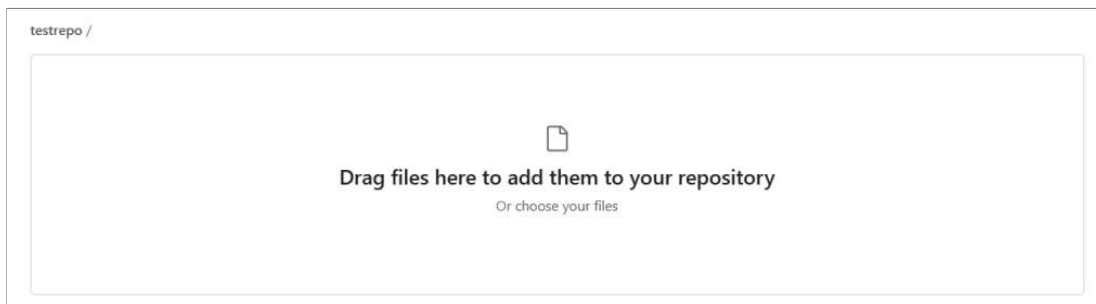 testrepo /
Drag files here to add them to your repository
Or choose your files